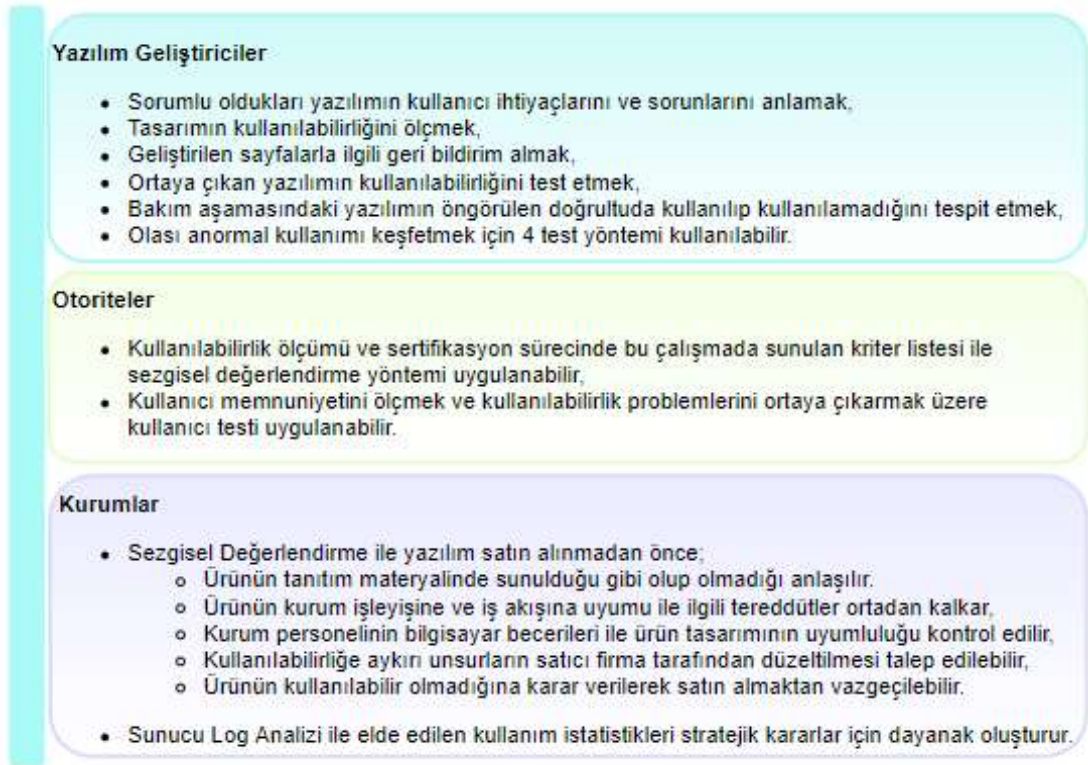 Yazılım Geliştiriciler
• Sorumlu oldukları yazılımın kullanıcı ihtiyaçlarını ve sorunlarını anlamak,
• Tasarımın kullanılabilirliğini ölçmek,
• Geliştirilen sayfalarla ilgili geri bildirim almak,
• Ortaya çıkan yazılımın kullanılabilirliğini test etmek,
• Bakım aşamasındaki yazılımın öngörülen doğrultuda kullanılıp kullanılamadığını tespit etmek,
• Olası anormal kullanımı keşfetmek için 4 test yöntemi kullanılabilir.
Otoriteler
• Kullanılabilirlik ölçümü ve sertifikasyon sürecinde bu çalışmada sunulan kriter listesi ile
sezgisel değerlendirme yöntemi uygulanabilir,
• Kullanıcı memnuniyetini ölçmek ve kullanılabilirlik problemlerini ortaya çıkarmak üzere
kullanıcı testi uygulanabilir.
Kurumlar
• Sezgisel Değerlendirme ile yazılım satın alınmadan önce;
o Ürünün tanıtım materyalinde sunulduğu gibi olup olmadığı anlaşılır.
o Ürünün kurum işleyişine ve iş akışına uyumu ile ilgili tereddütler ortadan kalkar,
o Kurum personelinin bilgisayar becerileri ile ürün tasarımının uyumluluğu kontrol edilir,
o Kullanılabilirliğe aykırı unsurların satıcı firma tarafından düzeltilmesi talep edilebilir,
o Ürünün kullanılabilir olmadığına karar verilerek satın almaktan vazgeçilebilir.
• Sunucu Log Analizi ile elde edilen kullanım istatistikleri stratejik kararlar için dayanak oluşturur.